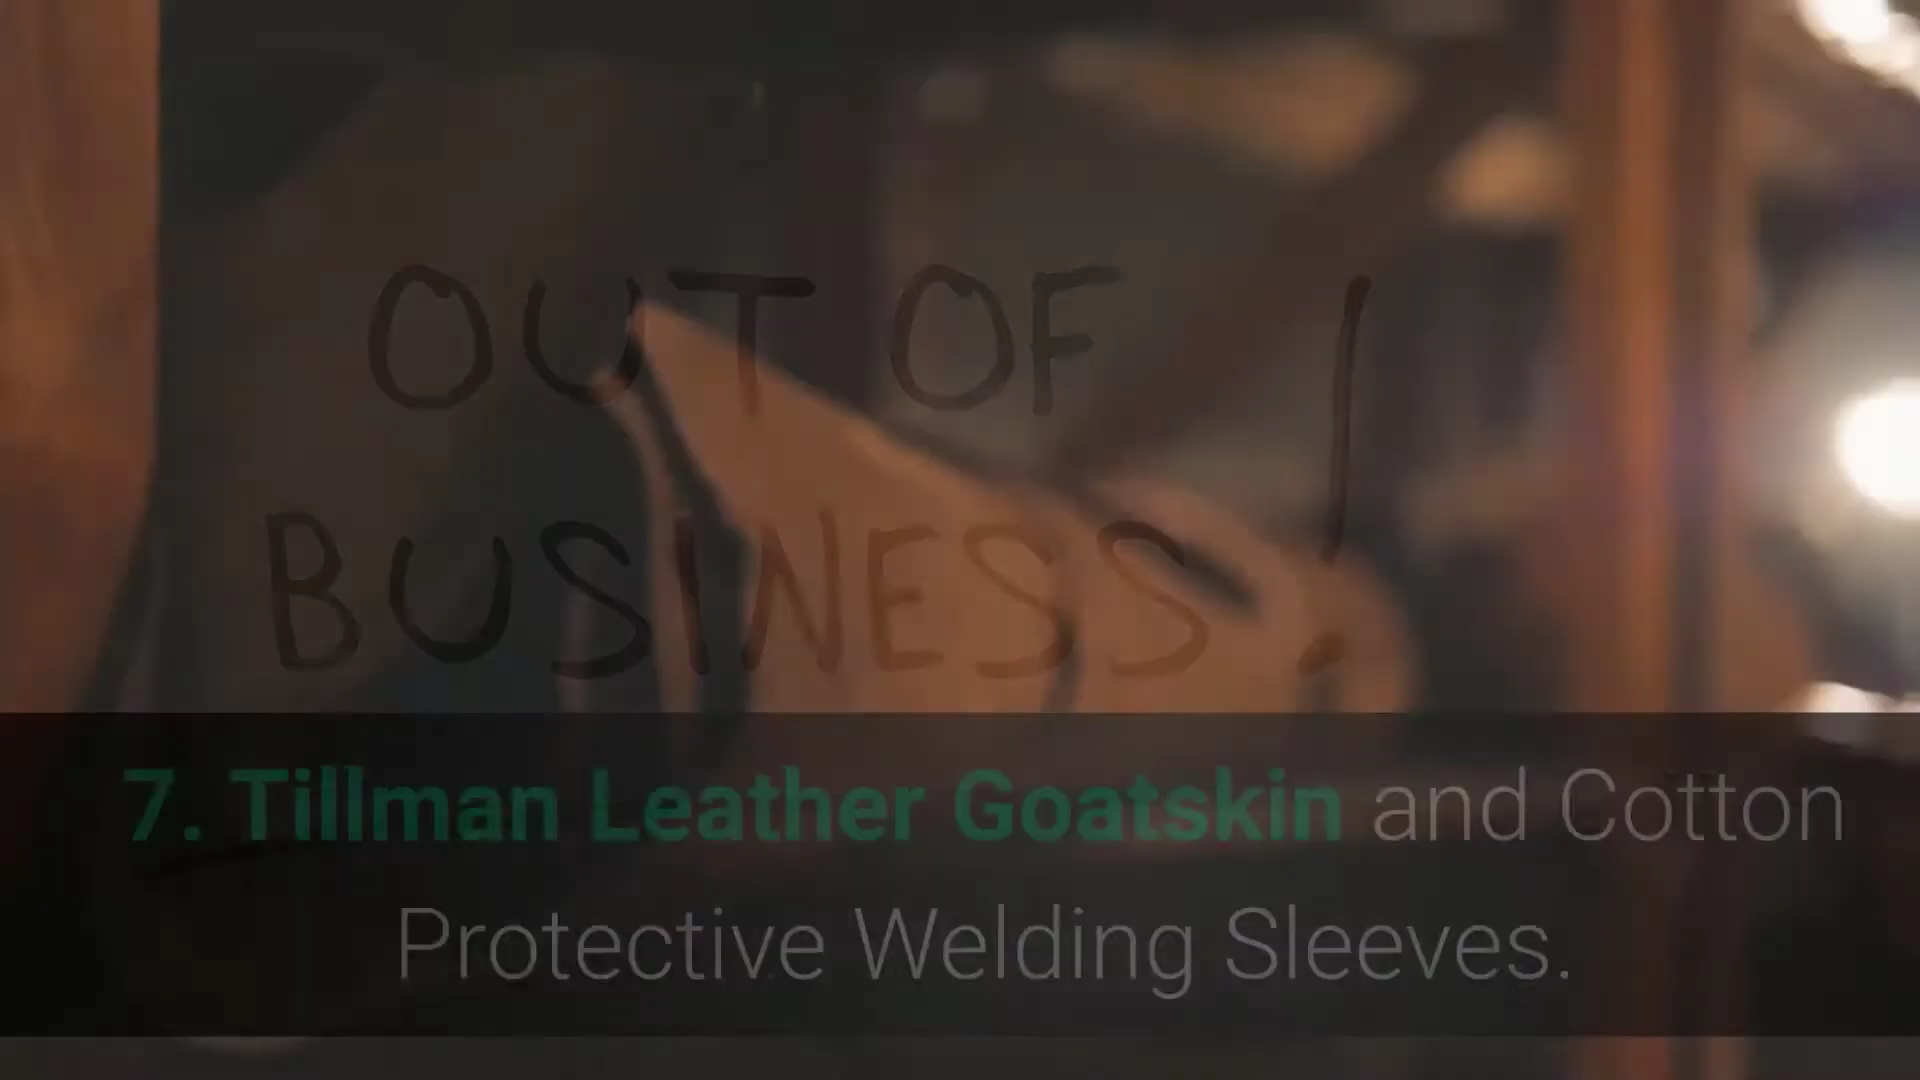 OUT OF !
BUSINESS
7. Tillman Leather Goatskin and Cotton
Protective Welding Sleeves.